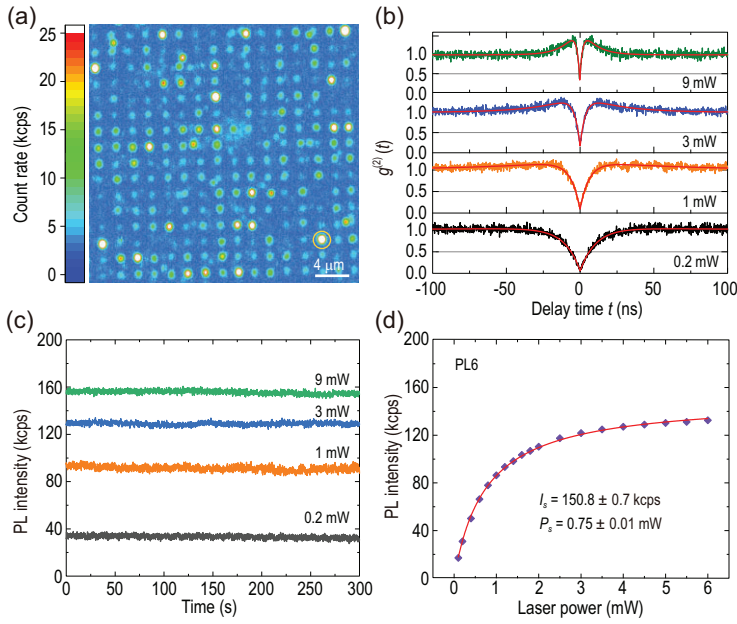 (a)
25
20
15
10
5
0
Count rate (kcps)
4 μm
(b)
1.0
0.5
0.0
9 mW
1.0
0.5
0.0
3 mW
1.0
0.5
0.0
1 mW
1.0
0.5
0.0
0.2 mW
g(2) (t)
-100 -50 0 50 100
Delay time t (ns)
(c)
200
160
120
80
40
0
PL intensity (kcps)
9 mW
3 mW
1 mW
0.2 mW
0 50 100 150 200 250 300
Time (s)
(d)
200
160
120
80
40
0
PL intensity (kcps)
PL6
Is = 150.8 ± 0.7 kcps
Ps = 0.75 ± 0.01 mW
0 1 2 3 4 5 6
Laser power (mW)